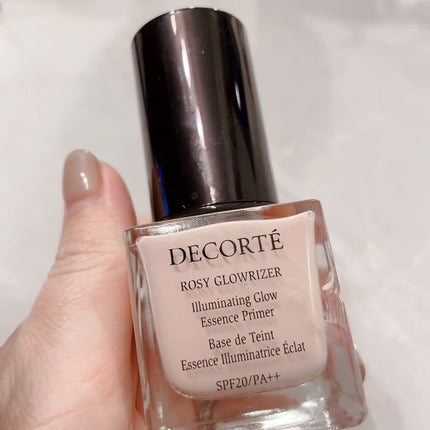 DECORTÉ
ROSY GLOWRIZER
Illuminating Glow
Essence Primer
Base de Teint
Essence Illuminatrice Éclat
SPF20/PA++